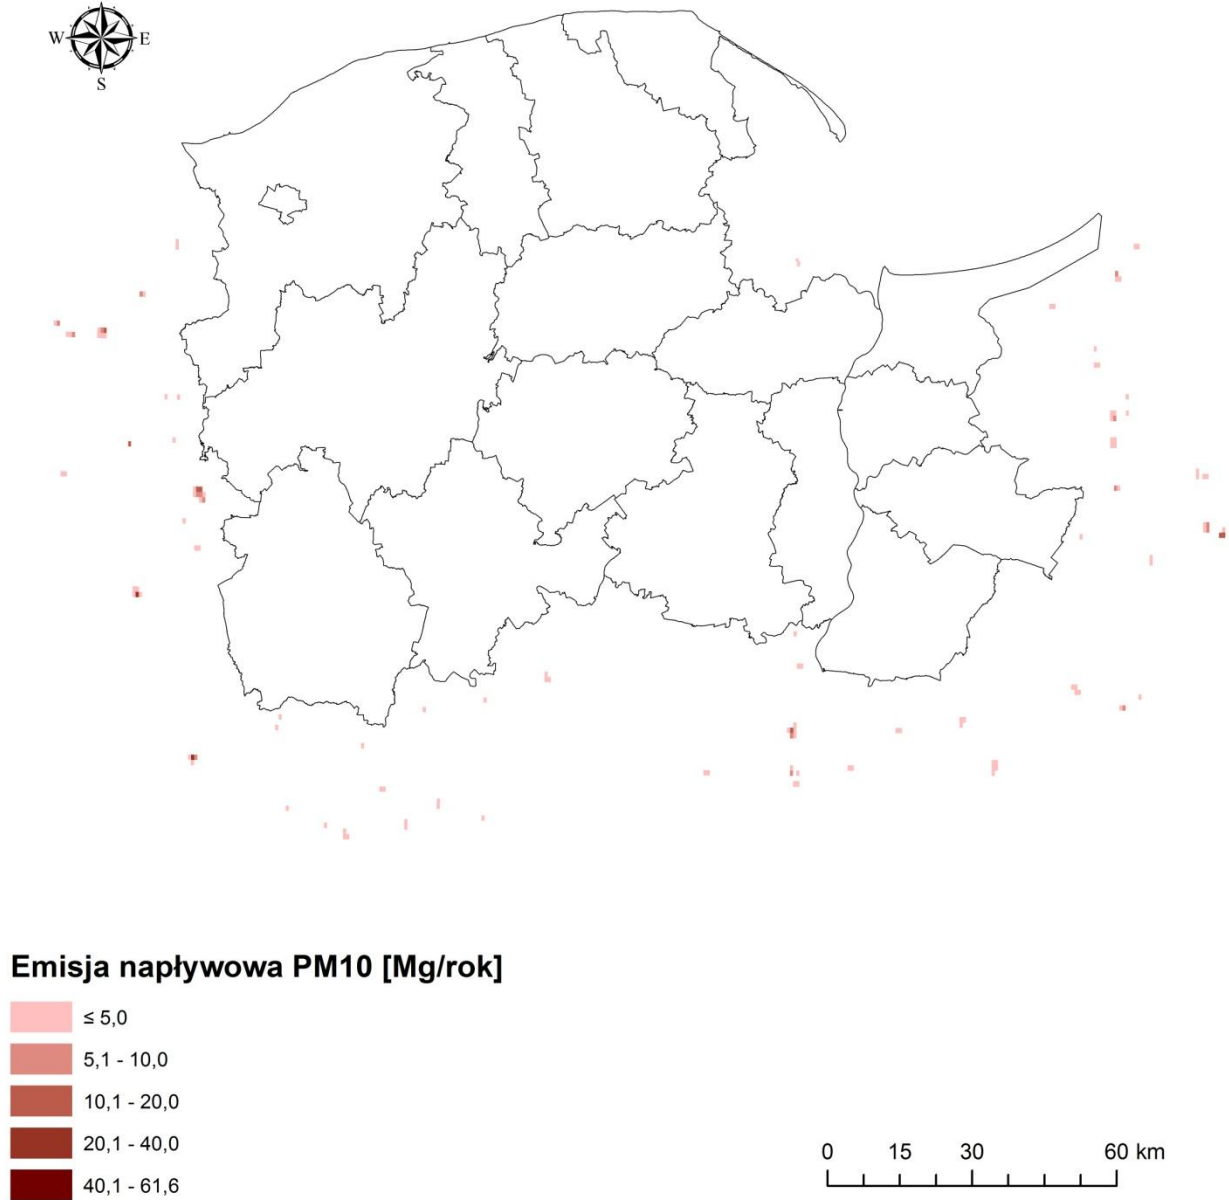 W E
S
Emisja napływowa PM10 [Mg/rok]
≤ 5,0
5,1 - 10,0
10,1 - 20,0
20,1 - 40,0
40,1 - 61,6
0 15 30 60 km